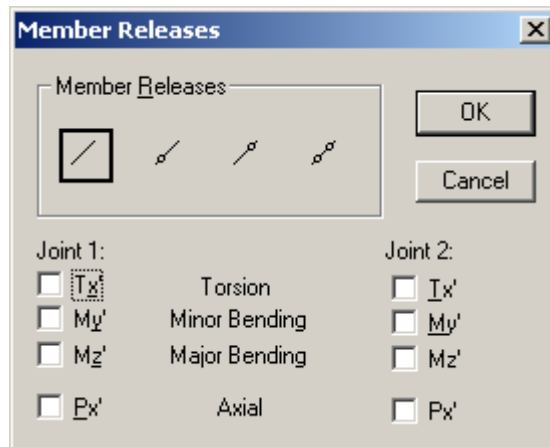 Member Releases
Member Releases
OK
Cancel
Joint 1: Joint 2:
Tx' Torsion Tx'
My' Minor Bending My'
Mz' Major Bending Mz'
Px' Axial Px'